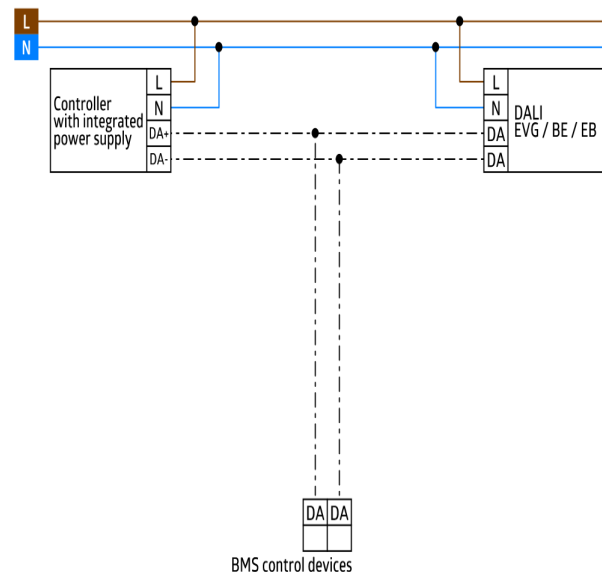 L
N
Controller
with integrated
power supply
L
N
DA+
DA-
L
N
DA
DA
DALI
EVG / BE / EB
DA DA
BMS control devices